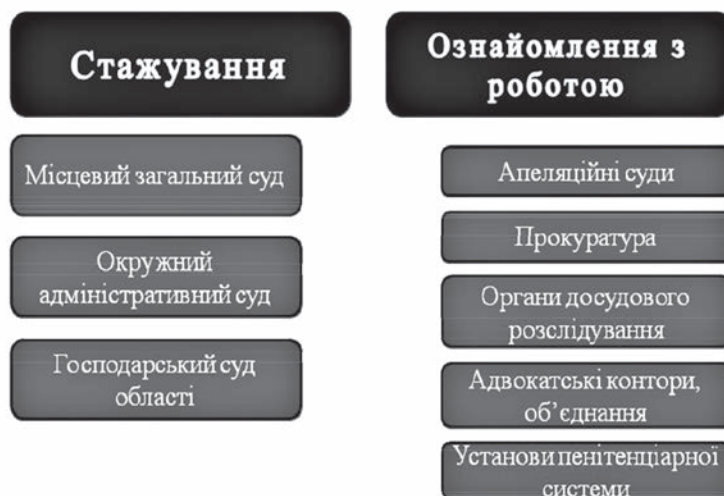 Стажування
Місцевий загальний суд
Окружний
адміністративний суд
Господарський суд
області
Ознайомлення з
роботою
Апеляційні суди
Прокуратура
Органи досудового
розслідування
Адвокатські контори,
об’єднання
Установи пенітенціарної
системи